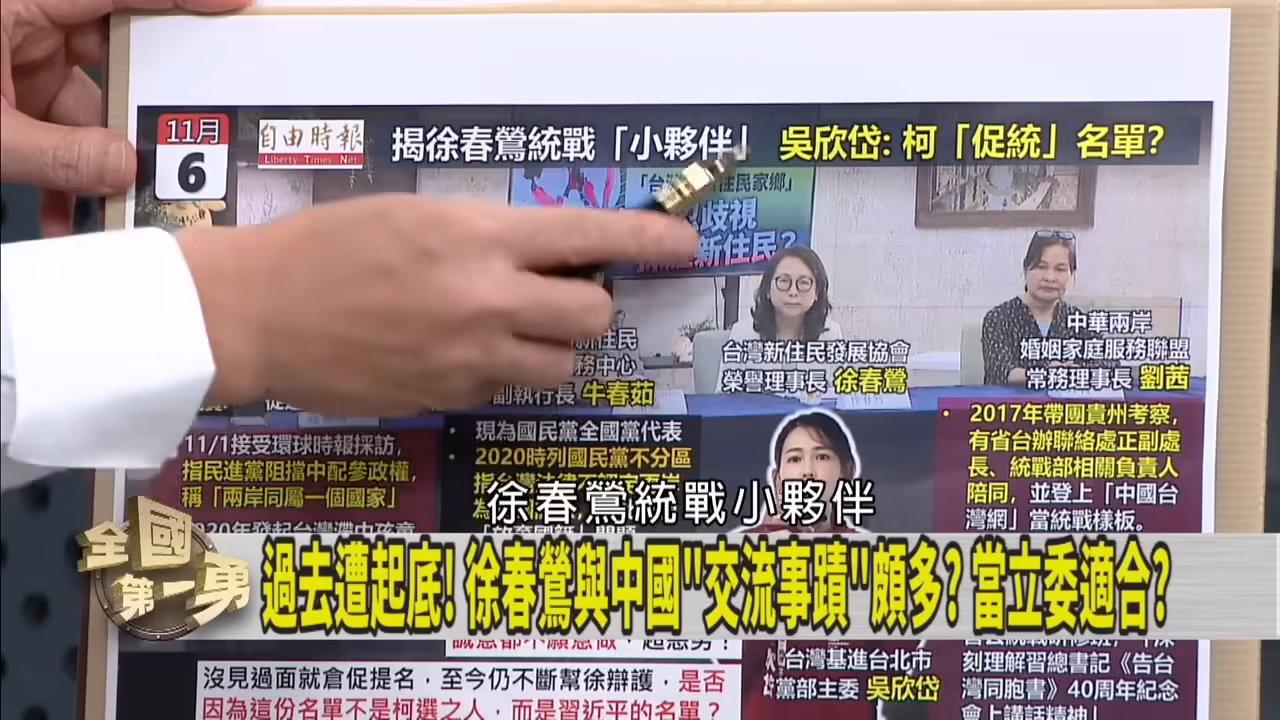 11月
6
自由時報
Liberty Times Net
揭徐春鶯統戰「小夥伴」 吳欣岱: 柯「促統」名單?
住民家鄉」
歧視
新住民?
新住民
務中心
副執行長 牛春茹
台灣新住民發展協會
榮譽理事長 徐春鶯
中華兩岸
婚姻家庭服務聯盟
常務理事長 劉茜
11/1接受環球時報採訪,
指民進黨阻擋中配參政權,
稱「兩岸同屬一個國家」
• 現為國民黨全國黨代表
• 2020時列國民黨不分區
• 2017年帶團貴州考察,
有省台辦聯絡處正副處
長、統戰部相關負責人
陪同,並登上「中國台
灣網」當統戰樣板。
徐春鶯統戰小夥伴
全國第一勇
過去遭起底! 徐春鶯與中國"交流事蹟"頗多? 當立委適合?
沒見過面就倉促提名,至今仍不斷幫徐辯護,是否
因為這份名單不是柯選之人,而是習近平的名單?
台灣基進台北市
黨部主委 吳欣岱
刻理解習總書記《告台
灣同胞書》40周年紀念
會上講話精神」